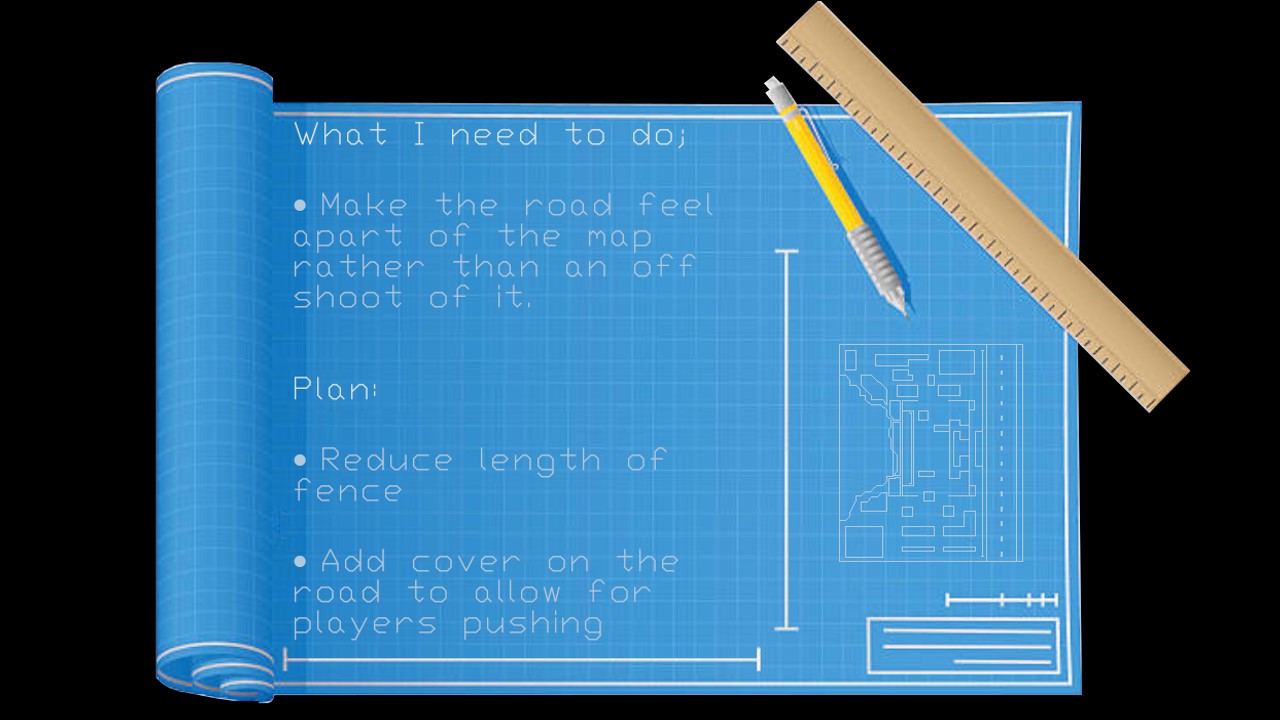 What I need to do;
• Make the road feel
apart of the map
rather than an off
shoot of it.
Plan:
• Reduce length of
fence
• Add cover on the
road to allow for
players pushing